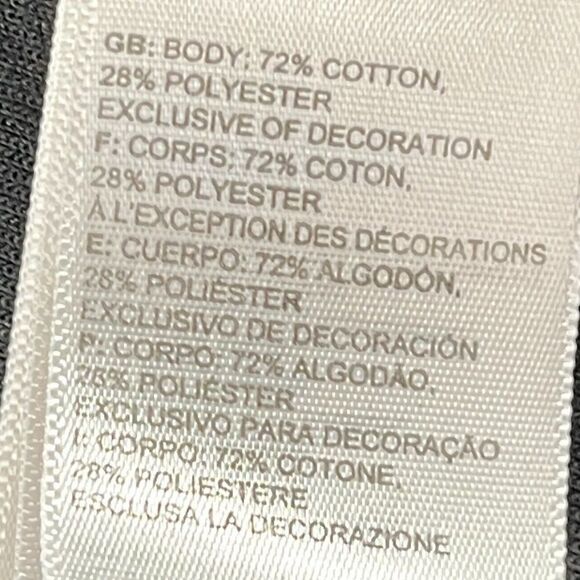 GB: BODY: 72% COTTON,
28% POLYESTER
EXCLUSIVE OF DECORATION
F: CORPS: 72% COTON,
28% POLYESTER
À L'EXCEPTION DES DÉCORATIONS
E: CUERPO: 72% ALGODÓN,
28% POLIÉSTER
EXCLUSIVO DE DECORACIÓN
P: CORPO: 72% ALGODÃO,
28% POLIÉSTER
EXCLUSIVO PARA DECORAÇÃO
I: CORPO: 72% COTONE,
28% POLIESTERE
ESCLUSA LA DECORAZIONE